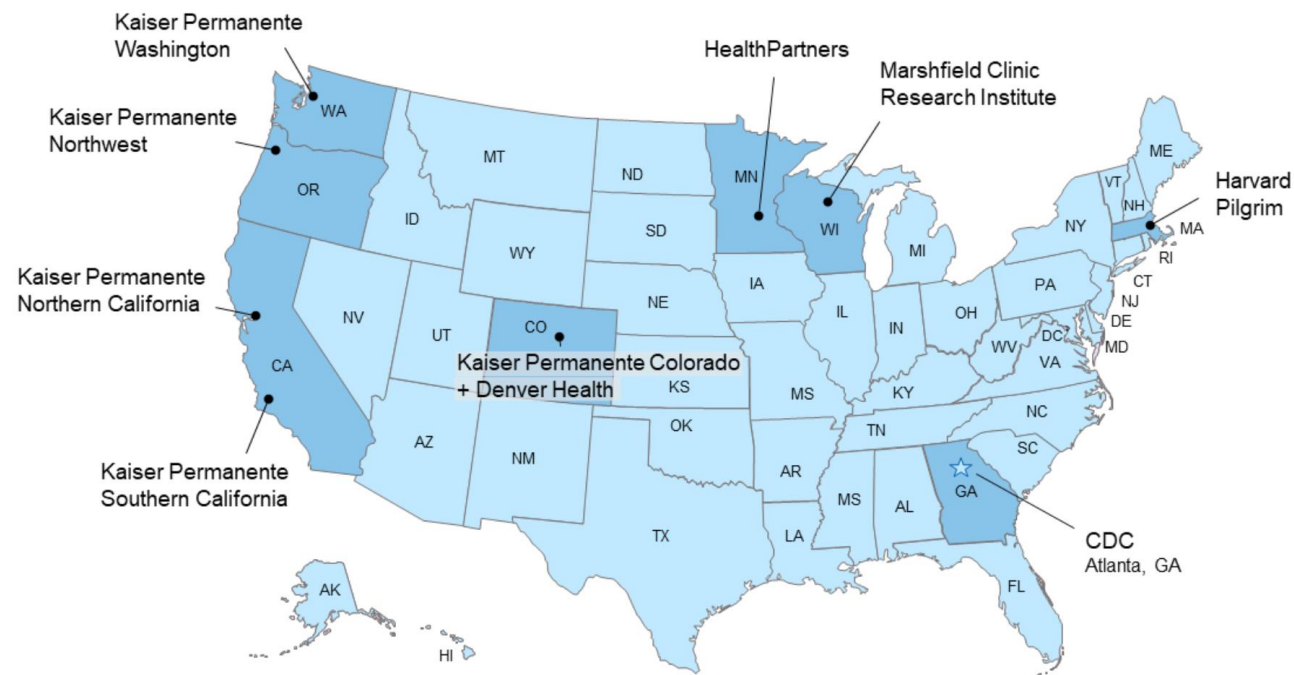 Kaiser Permanente
Washington
HealthPartners
Marshfield Clinic
Research Institute
Kaiser Permanente
Northwest
Harvard
Pilgrim
Kaiser Permanente
Northern California
Kaiser Permanente Colorado
+ Denver Health
Kaiser Permanente
Southern California
CDC
Atlanta, GA
WA
OR
CA
ID
NV
MT
WY
UT
CO
AZ
NM
ND
SD
NE
KS
OK
TX
MN
IA
MS
AR
LA
WI
IL
MI
IN
OH
KY
TN
MS
AL
GA
FL
SC
NC
VA
WV
DC
MD
DE
PA
NJ
NY
CT
RI
MA
VT
NH
ME
AK
HI